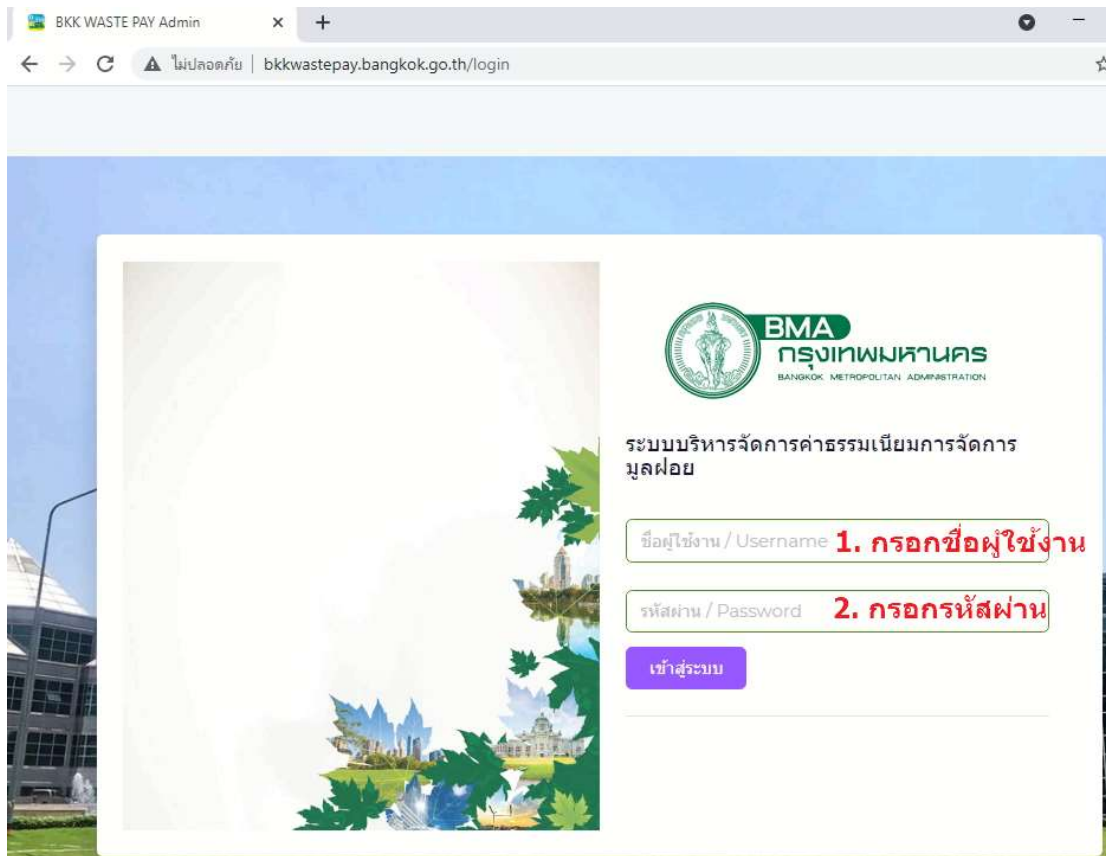 BKK WASTE PAY Admin
ไม่ปลอดภัย | bkkwastepay.bangkok.go.th/login
BMA
กรุงเทพมหานคร
BANGKOK METROPOLITAN ADMINISTRATION
ระบบบริหารจัดการค่าธรรมเนียมการจัดการ
มูลฝอย
ชื่อผู้ใช้งาน / Username 1. กรอกชื่อผู้ใช้งาน
รหัสผ่าน / Password 2. กรอกรหัสผ่าน
เข้าสู่ระบบ